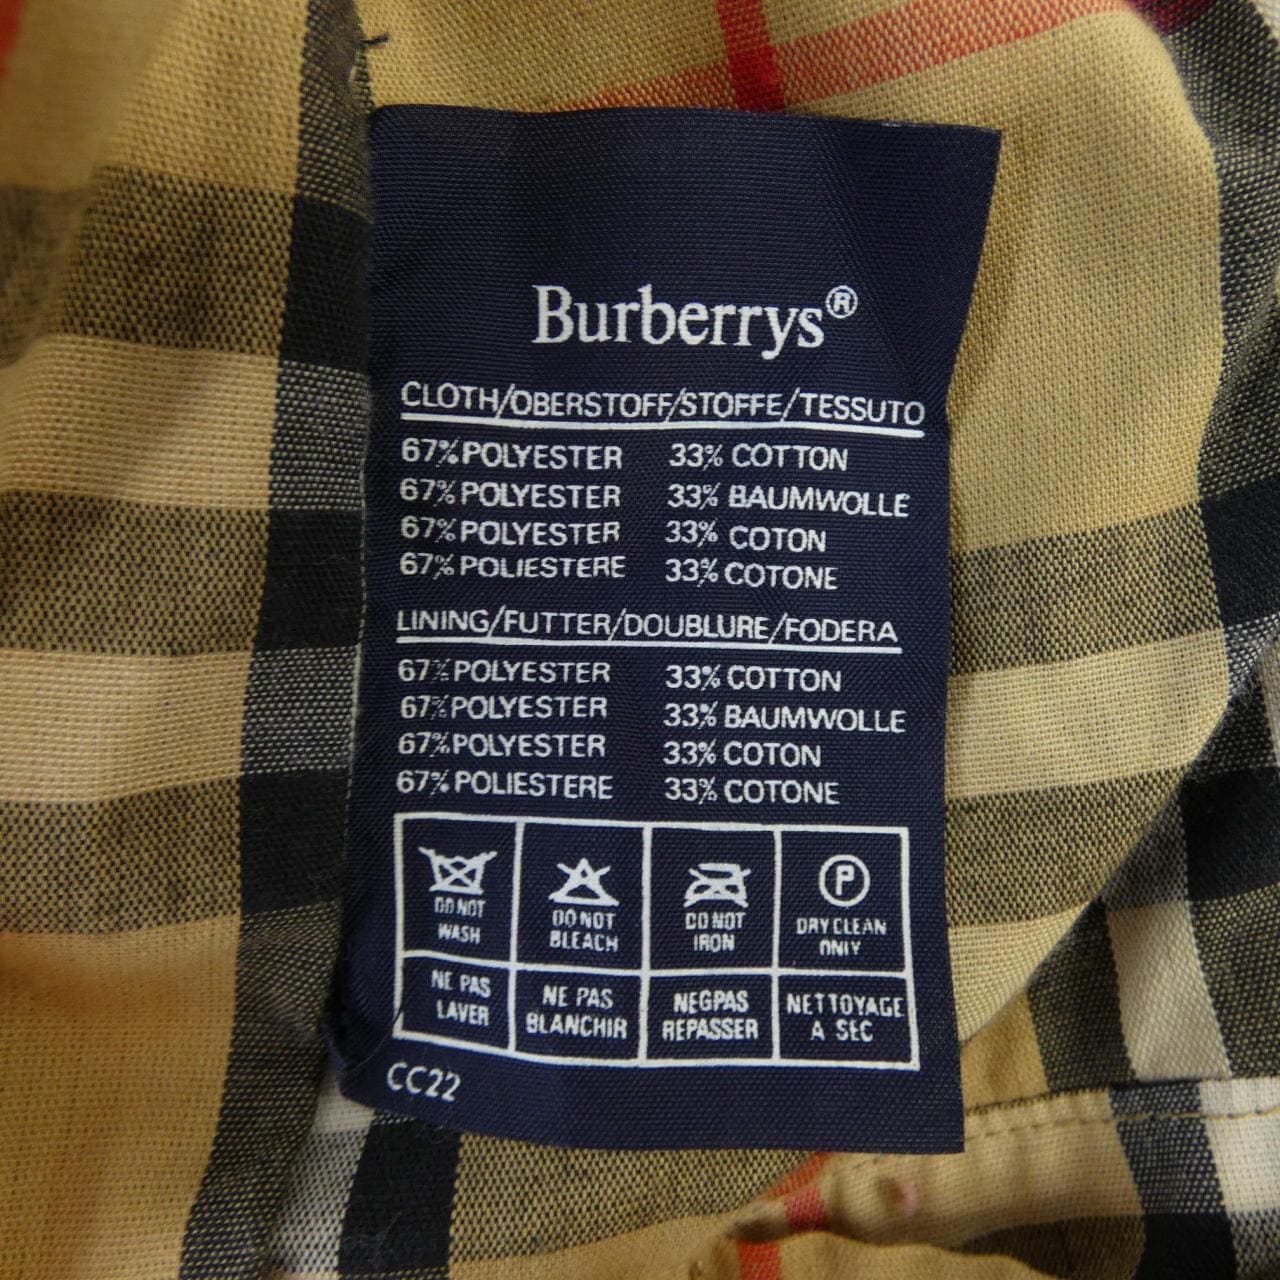 Burberrys®
CLOTH/OBERSTOFF/STOFFE/TESSUTO
67% POLYESTER 33% COTTON
67% POLYESTER 33% BAUMWOLLE
67% POLYESTER 33% COTON
67% POLIESTERE 33% COTONE
LINING/FUTTER/DOUBLURE/FODERA
67% POLYESTER 33% COTTON
67% POLYESTER 33% BAUMWOLLE
67% POLYESTER 33% COTON
67% POLIESTERE 33% COTONE
P
DO NOT WASH
DO NOT BLEACH
DO NOT IRON
DRY CLEAN ONLY
NE PAS LAVER
NE PAS BLANCHIR
NEGPAS REPASSER
NETTOYAGE A SEC
CC22